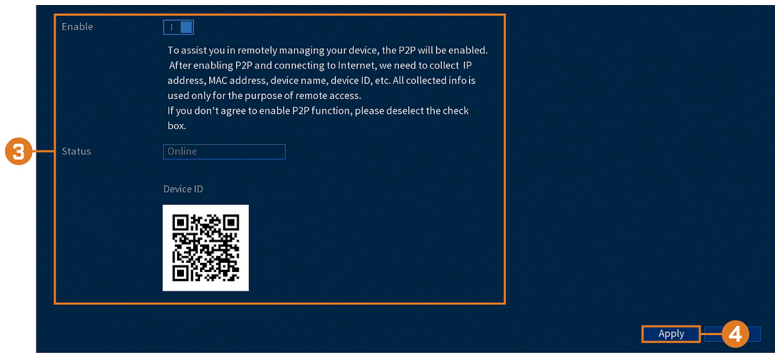 Enable
To assist you in remotely managing your device, the P2P will be enabled.
After enabling P2P and connecting to Internet, we need to collect IP
address, MAC address, device name, device ID, etc. All collected info is
used only for the purpose of remote access.
If you don't agree to enable P2P function, please deselect the check
box.
3
Status
Online
Device ID
Apply
4